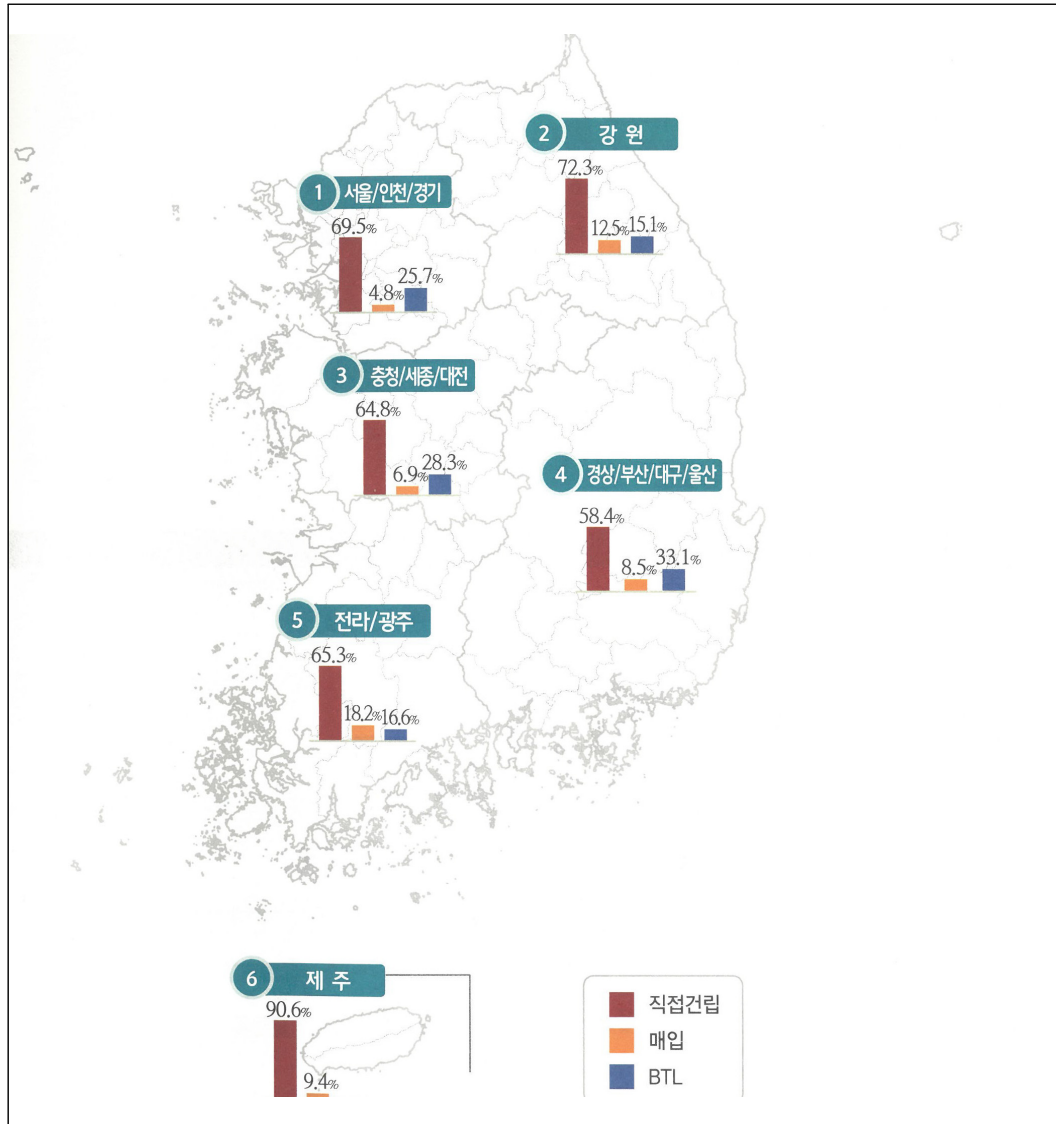 2 강 원
72.3%
12.5% 15.1%
1 서울/인천/경기
69.5%
4.8% 25.7%
3 충청/세종/대전
64.8%
6.9% 28.3%
4 경상/부산/대구/울산
58.4%
8.5% 33.1%
5 전라/광주
65.3%
18.2% 16.6%
6 제 주
90.6%
9.4%
직접건립
매입
BTL